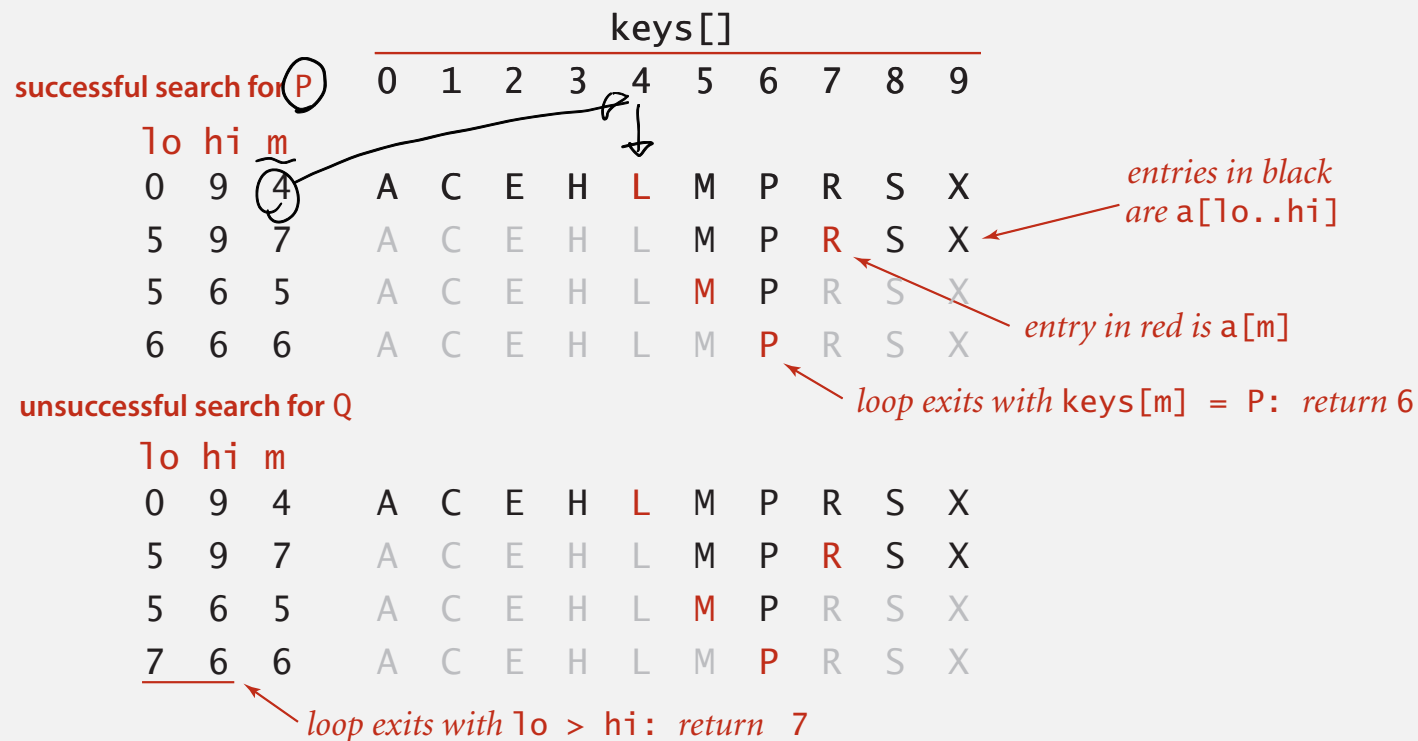 keys[]
successful search for P 0 1 2 3 4 5 6 7 8 9
lo hi m
0 9 4 A C E H L M P R S X
entries in black
are a[lo..hi]
5 9 7 A C E H L M P R S X
5 6 5 A C E H L M P R S X
entry in red is a[m]
6 6 6 A C E H L M P R S X
loop exits with keys[m] = P: return 6
unsuccessful search for Q
lo hi m
0 9 4 A C E H L M P R S X
5 9 7 A C E H L M P R S X
5 6 5 A C E H L M P R S X
7 6 6 A C E H L M P R S X
loop exits with lo > hi: return 7